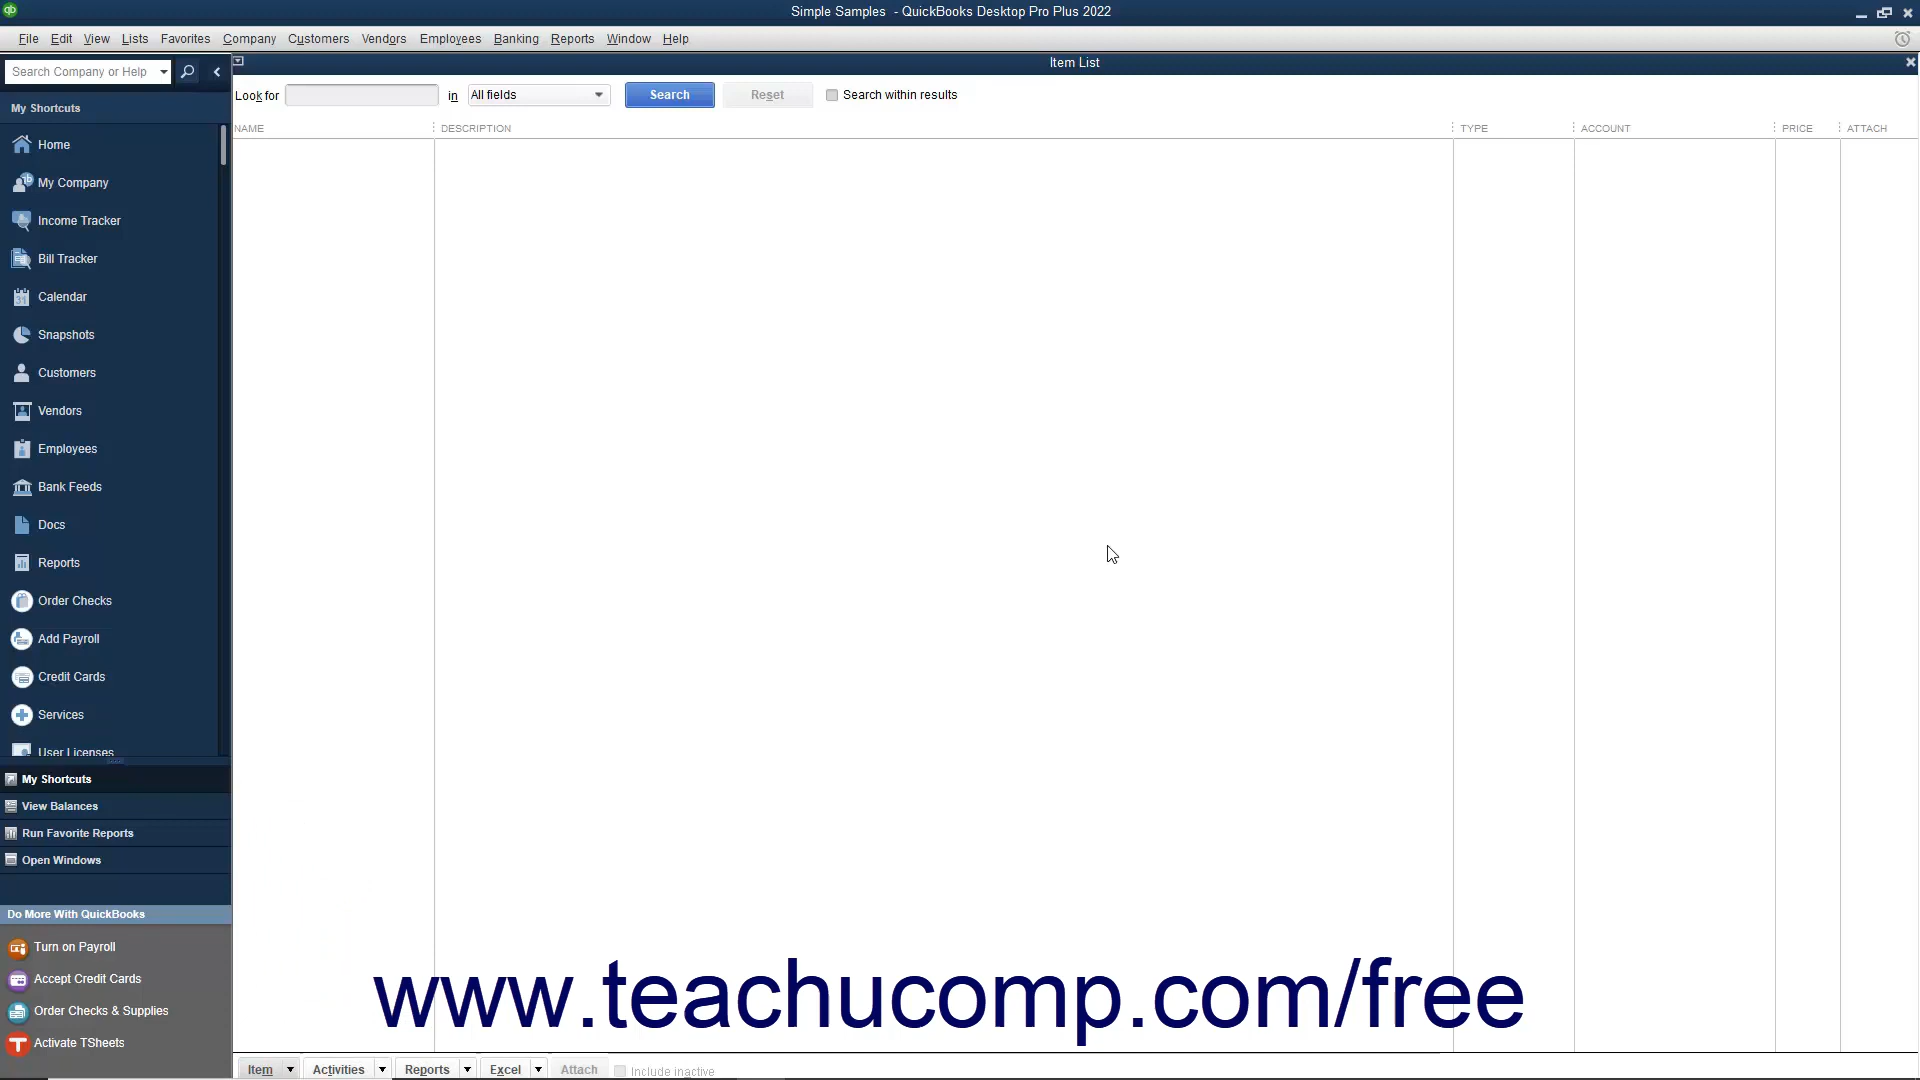 Simple Samples - QuickBooks Desktop Pro Plus 2022
File Edit View Lists Favorites Company Customers Vendors Employees Banking Reports Window Help
Search Company or Help
Item List
Look for in All fields Search Reset Search within results
My Shortcuts
NAME DESCRIPTION TYPE ACCOUNT PRICE ATTACH
Home
My Company
Income Tracker
Bill Tracker
Calendar
Snapshots
Customers
Vendors
Employees
Bank Feeds
Docs
Reports
Order Checks
Add Payroll
Credit Cards
Services
User Licenses
My Shortcuts
View Balances
Run Favorite Reports
Open Windows
Do More With QuickBooks
Turn on Payroll
Accept Credit Cards
Order Checks & Supplies
Activate TSheets
www.teachucomp.com/free
Item Activities Reports Excel Attach Include inactive